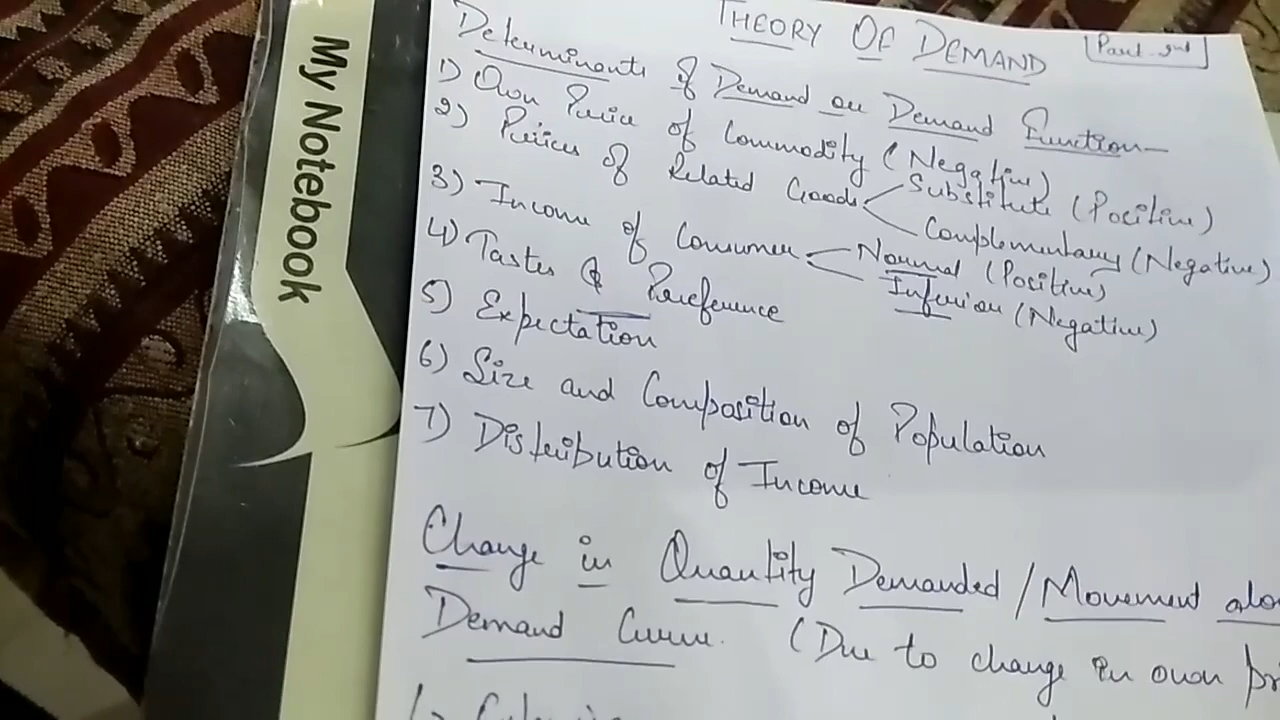 My Notebook
THEORY OF DEMAND
Determinants of Demand or Demand Function-
1) Own Price of Commodity (Negative)
2) Prices of Related Goods
Substitute (Positive)
Complementary (Negative)
3) Income of Consumer
Normal (Positive)
Inferior (Negative)
4) Tastes & Preference
5) Expectation
6) Size and Composition of Population
7) Distribution of Income
Change in Quantity Demanded / Movement
Demand Curve. (Due to change in own